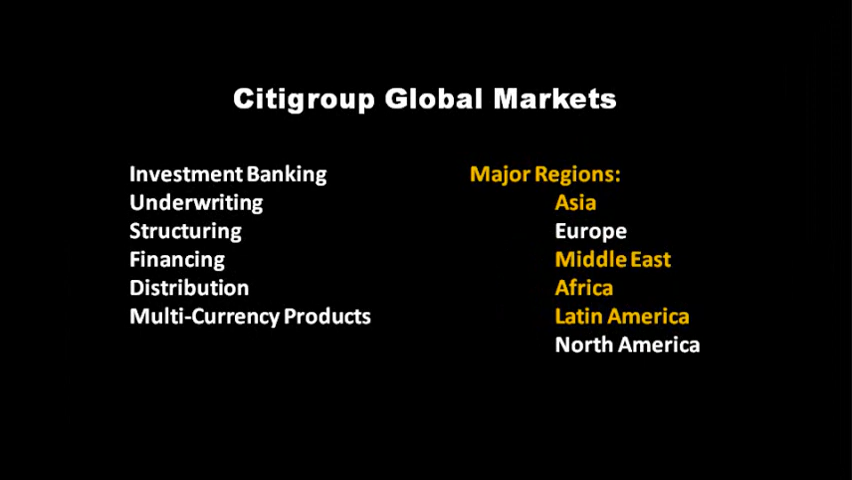 Citigroup Global Markets
Investment Banking
Underwriting
Structuring
Financing
Distribution
Multi-Currency Products
Major Regions:
Asia
Europe
Middle East
Africa
Latin America
North America